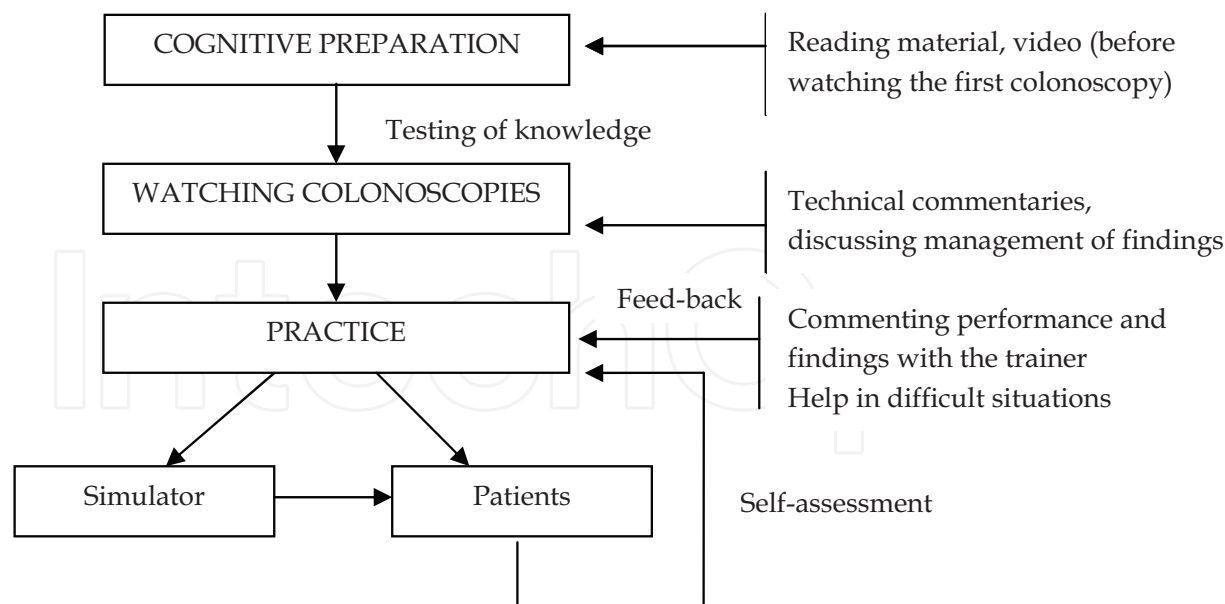 COGNITIVE PREPARATION
Reading material, video (before
watching the first colonoscopy)
Testing of knowledge
WATCHING COLONOSCOPIES
Technical commentaries,
discussing management of findings
Feed-back
PRACTICE
Commenting performance and
findings with the trainer
Help in difficult situations
Simulator
Patients
Self-assessment